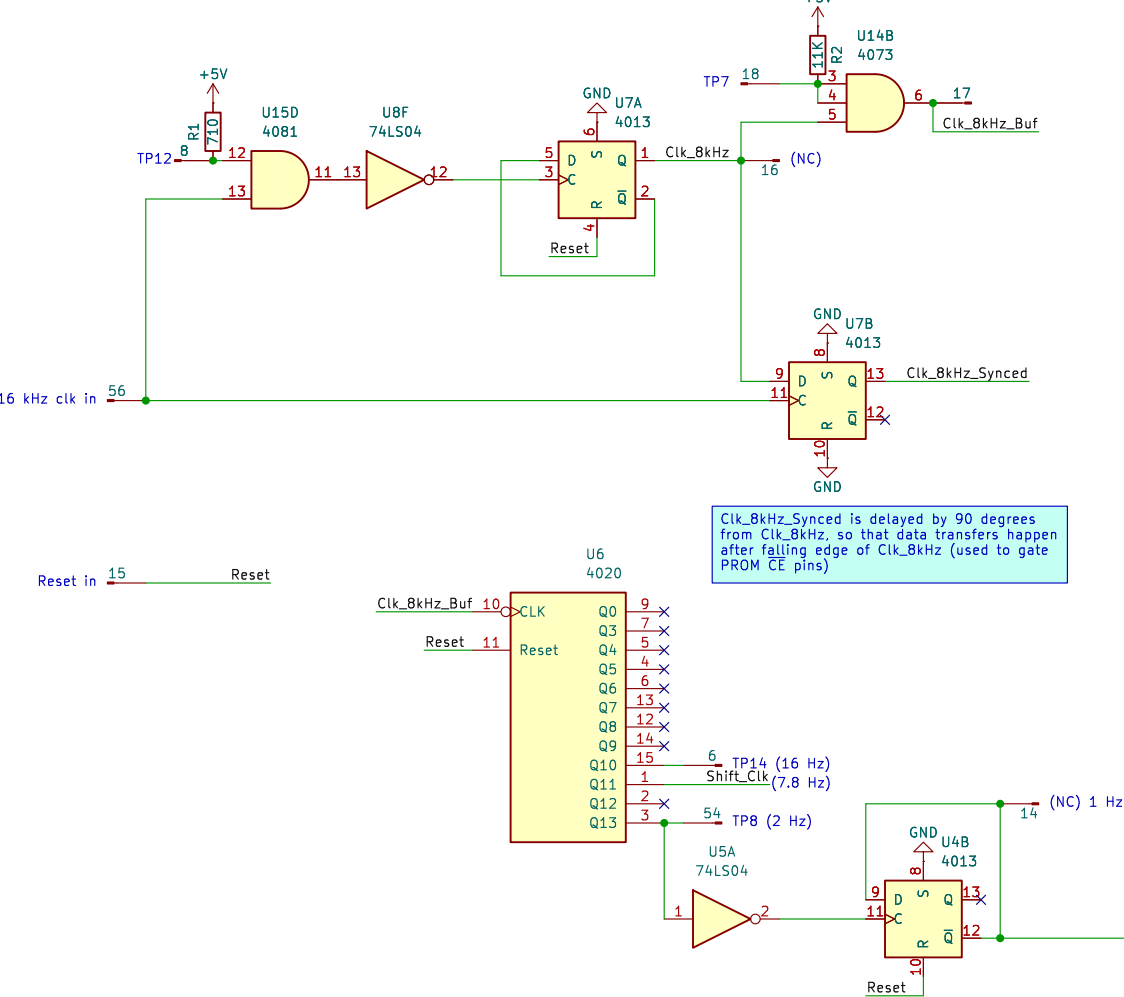 +5V
U14B
4073
11K
R2
TP7
18
3
4
5
6
17
Clk_8kHz_Buf
+5V
R1
710
U15D
4081
U8F
74LS04
GND
U7A
4013
TP12
8
12
13
11
13
12
6
5
D
S
Q
1
3
C
Q
2
R
4
Reset
Clk_8kHz
16
(NC)
GND
U7B
4013
8
9
D
S
Q
13
Clk_8kHz_Synced
11
C
Q
12
R
10
GND
16 kHz clk in
56
Clk_8kHz_Synced is delayed by 90 degrees
from Clk_8kHz, so that data transfers happen
after falling edge of Clk_8kHz (used to gate
PROM CE pins)
Reset in
15
Reset
U6
4020
Clk_8kHz_Buf
10
CLK
Reset
11
Reset
Q0
9
Q3
7
Q4
5
Q5
4
Q6
6
Q7
13
Q8
12
Q9
14
Q10
15
6
TP14 (16 Hz)
Q11
1
Shift_Clk
(7.8 Hz)
Q12
2
Q13
3
54
TP8 (2 Hz)
U5A
74LS04
1
2
(NC) 1 Hz
14
GND
U4B
4013
8
9
D
S
Q
13
11
C
Q
12
R
10
Reset